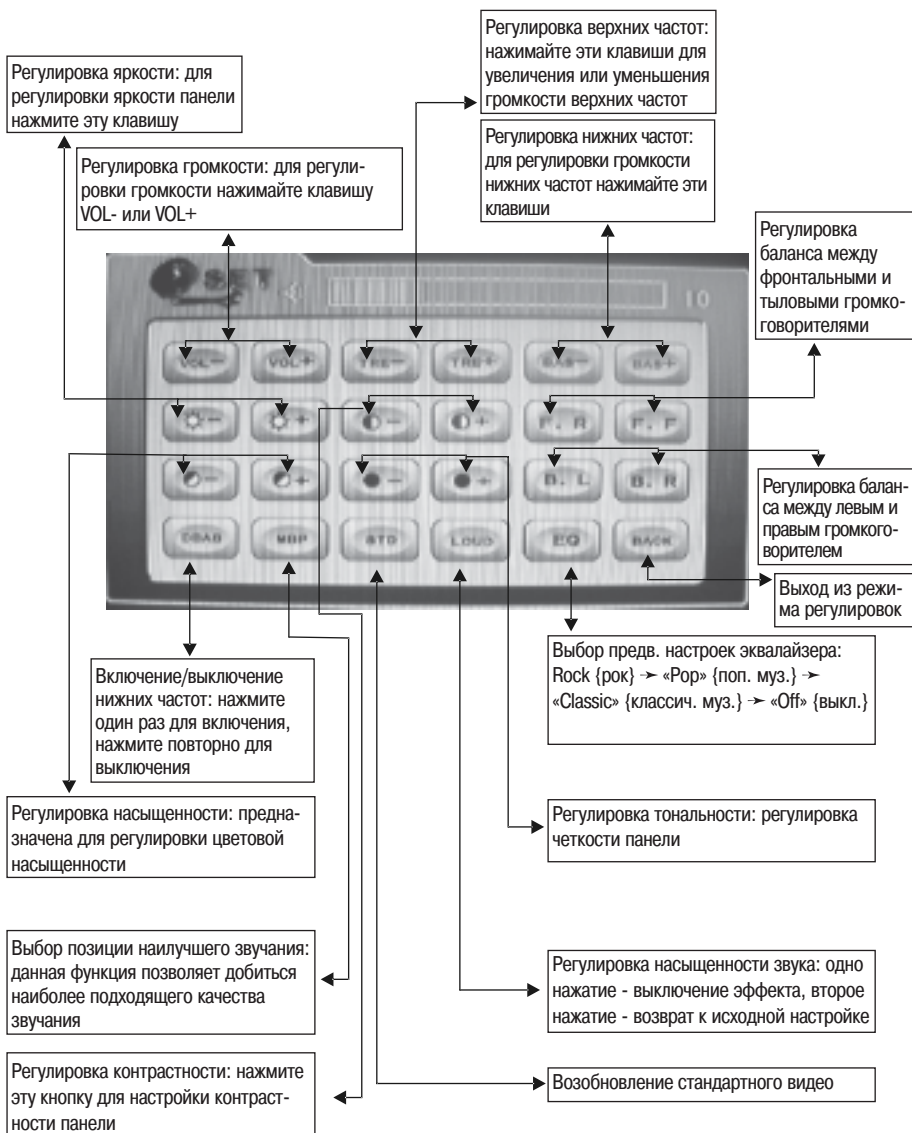 Регулировка верхних частот:
нажимайте эти клавиши для
увеличения или уменьшения
громкости верхних частот
Регулировка яркости: для
регулировки яркости панели
нажмите эту клавишу
Регулировка нижних частот:
для регулировки громкости
нижних частот нажимайте эти
клавиши
Регулировка громкости: для регули-
ровки громкости нажимайте клавишу
VOL- или VOL+
Регулировка
баланса между
фронтальными и
тыловыми громко-
говорителями
SET
10
VOL- VOL+ TRE- TRE+ BAS- BAS+
- + - + F. R F. F
- + - + B. L B. R
DBAB MBP STD LOUD EQ BACK
Регулировка балан-
са между левым и
правым громкого-
ворителем
Выход из режи-
ма регулировок
Выбор предв. настроек эквалайзера:
Rock {рок} → «Pop» {поп. муз.} →
«Classic» {классич. муз.} → «Off» {выкл.}
Включение/выключение
нижних частот: нажмите
один раз для включения,
нажмите повторно для
выключения
Регулировка насыщенности: предна-
значена для регулировки цветовой
насыщенности
Регулировка тональности: регулировка
четкости панели
Выбор позиции наилучшего звучания:
данная функция позволяет добиться
наиболее подходящего качества
звучания
Регулировка насыщенности звука: одно
нажатие - выключение эффекта, второе
нажатие - возврат к исходной настройке
Регулировка контрастности: нажмите
эту кнопку для настройки контраст-
ности панели
Возобновление стандартного видео